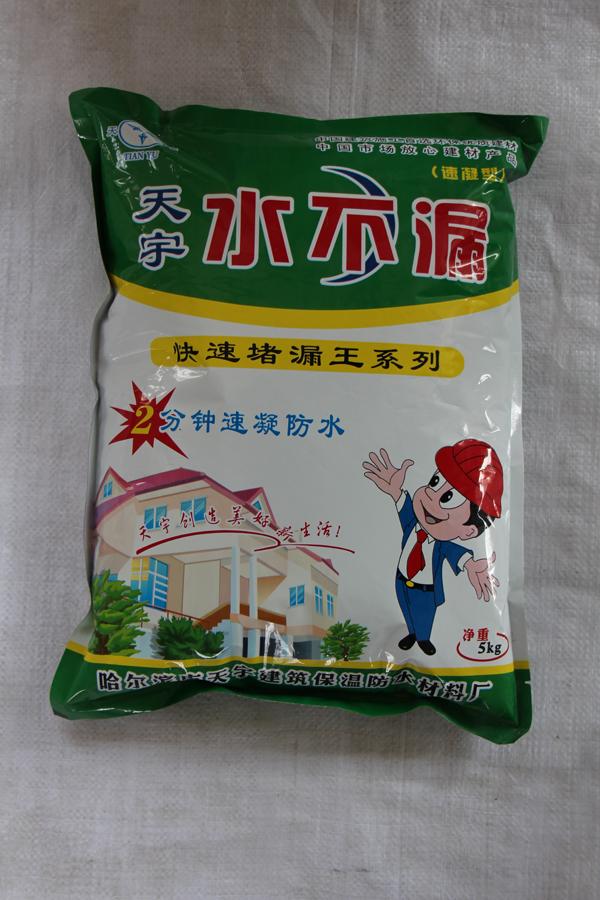 天
TIAN YU
中国市场放心建材产品
(速凝型)
天宇
水不漏
快速堵漏王系列
2分钟速凝防水
天宇创造美好 生活!
净重
5kg
哈尔滨市天宇建筑保温防水材料厂